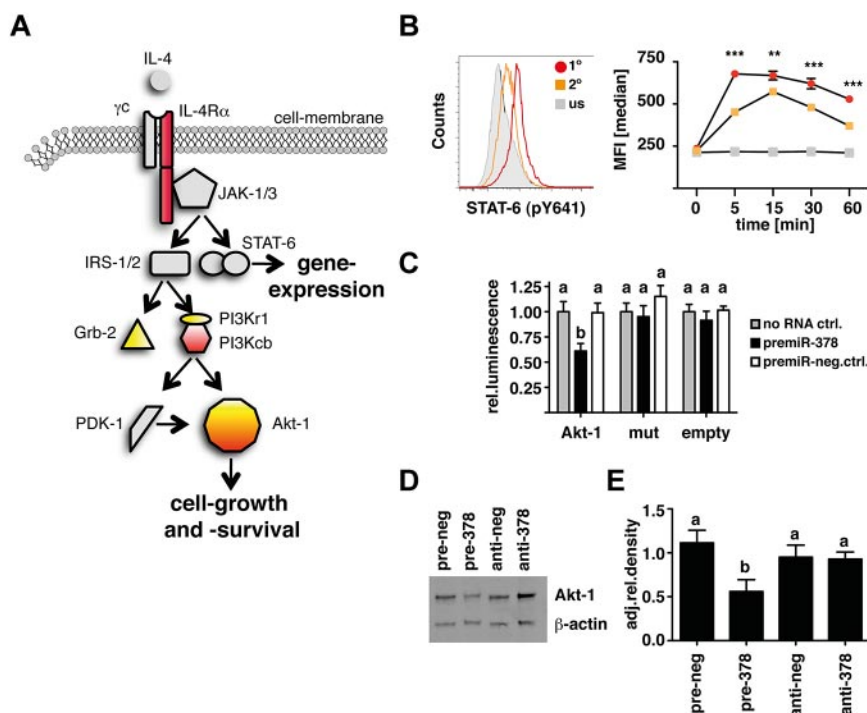 A
IL-4
γC
IL-4Rα
cell-membrane
JAK-1/3
IRS-1/2
STAT-6
gene-
expression
Grb-2
PI3Kr1
PI3Kcb
PDK-1
Akt-1
cell-growth
and -survival
B
Counts
1°
2°
us
STAT-6 (pY641)
MFI [median]
750
500
250
*** ** *** ***
0 5 15 30 60
time [min]
C
rel.luminescence
1.25
1.00
0.75
0.50
0.25
a b a a a a a a a
Akt-1 mut empty
no RNA ctrl.
premiR-378
premiR-neg.ctrl.
D
pre-neg
pre-378
anti-neg
anti-378
Akt-1
β-actin
E
adj.rel.density
1.5
1.0
0.5
0.0
a b a a
pre-neg
pre-378
anti-neg
anti-378